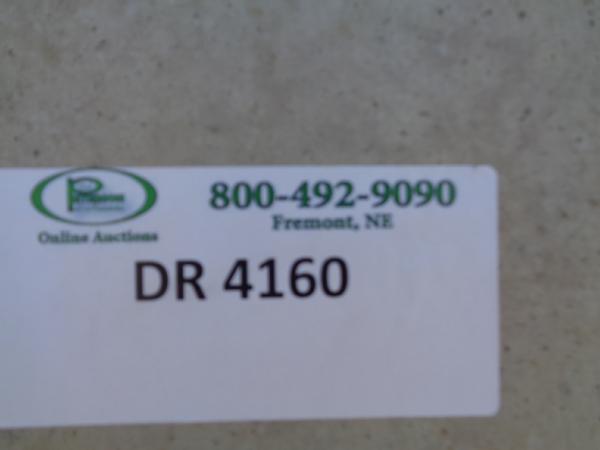 800-492-9090
Fremont, NE
Online Auctions
DR 4160